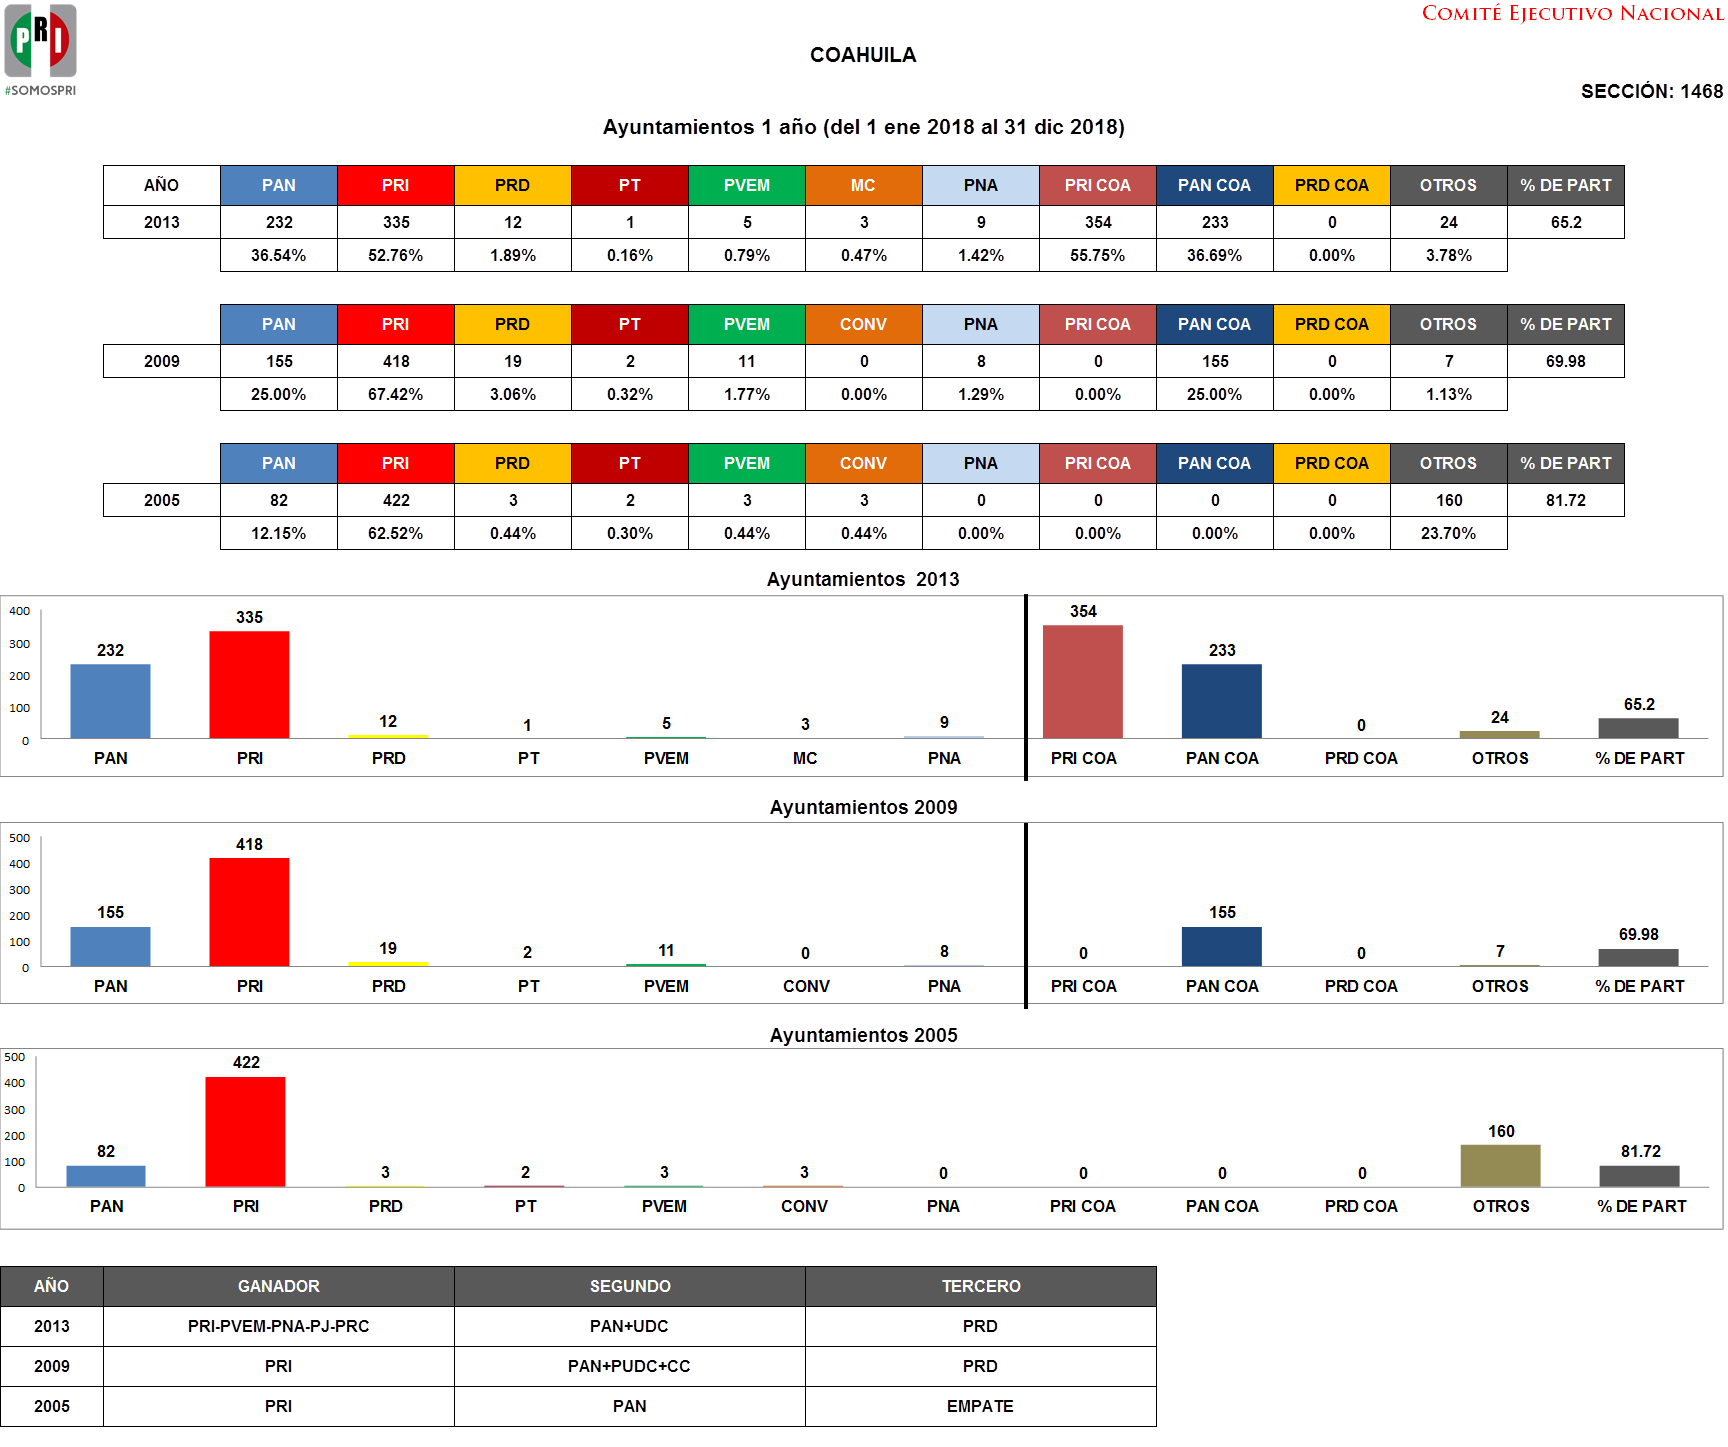 COMITÉ EJECUTIVO NACIONAL
PRI
#SOMOSPRI
COAHUILA
SECCIÓN: 1468
Ayuntamientos 1 año (del 1 ene 2018 al 31 dic 2018)
AÑO PAN PRI PRD PT PVEM MC PNA PRI COA PAN COA PRD COA OTROS % DE PART
2013 232 335 12 1 5 3 9 354 233 0 24 65.2
36.54% 52.76% 1.89% 0.16% 0.79% 0.47% 1.42% 55.75% 36.69% 0.00% 3.78%
PAN PRI PRD PT PVEM CONV PNA PRI COA PAN COA PRD COA OTROS % DE PART
2009 155 418 19 2 11 0 8 0 155 0 7 69.98
25.00% 67.42% 3.06% 0.32% 1.77% 0.00% 1.29% 0.00% 25.00% 0.00% 1.13%
PAN PRI PRD PT PVEM CONV PNA PRI COA PAN COA PRD COA OTROS % DE PART
2005 82 422 3 2 3 3 0 0 0 0 160 81.72
12.15% 62.52% 0.44% 0.30% 0.44% 0.44% 0.00% 0.00% 0.00% 0.00% 23.70%
Ayuntamientos 2013
400
300
200
100
0
232 335 12 1 5 3 9 354 233 0 24 65.2
PAN PRI PRD PT PVEM MC PNA PRI COA PAN COA PRD COA OTROS % DE PART
Ayuntamientos 2009
500
400
300
200
100
0
155 418 19 2 11 0 8 0 155 0 7 69.98
PAN PRI PRD PT PVEM CONV PNA PRI COA PAN COA PRD COA OTROS % DE PART
Ayuntamientos 2005
500
400
300
200
100
0
82 422 3 2 3 3 0 0 0 0 160 81.72
PAN PRI PRD PT PVEM CONV PNA PRI COA PAN COA PRD COA OTROS % DE PART
AÑO GANADOR SEGUNDO TERCERO
2013 PRI-PVEM-PNA-PJ-PRC PAN+UDC PRD
2009 PRI PAN+PUDC+CC PRD
2005 PRI PAN EMPATE